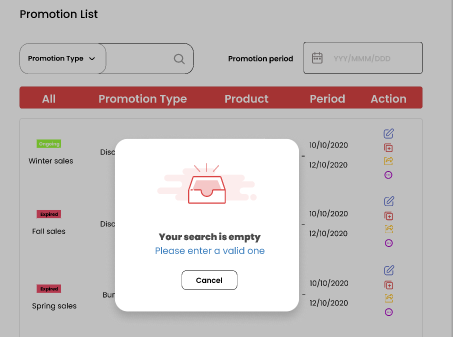 Promotion List
Promotion Type
Promotion period
YYY/MMM/DDD
All Promotion Type Product Period Action
Ongoing
Winter sales
10/10/2020
-
12/10/2020
Your search is empty
Please enter a valid one
Cancel
Expired
Fall sales
10/10/2020
-
12/10/2020
Expired
Spring sales
10/10/2020
-
12/10/2020